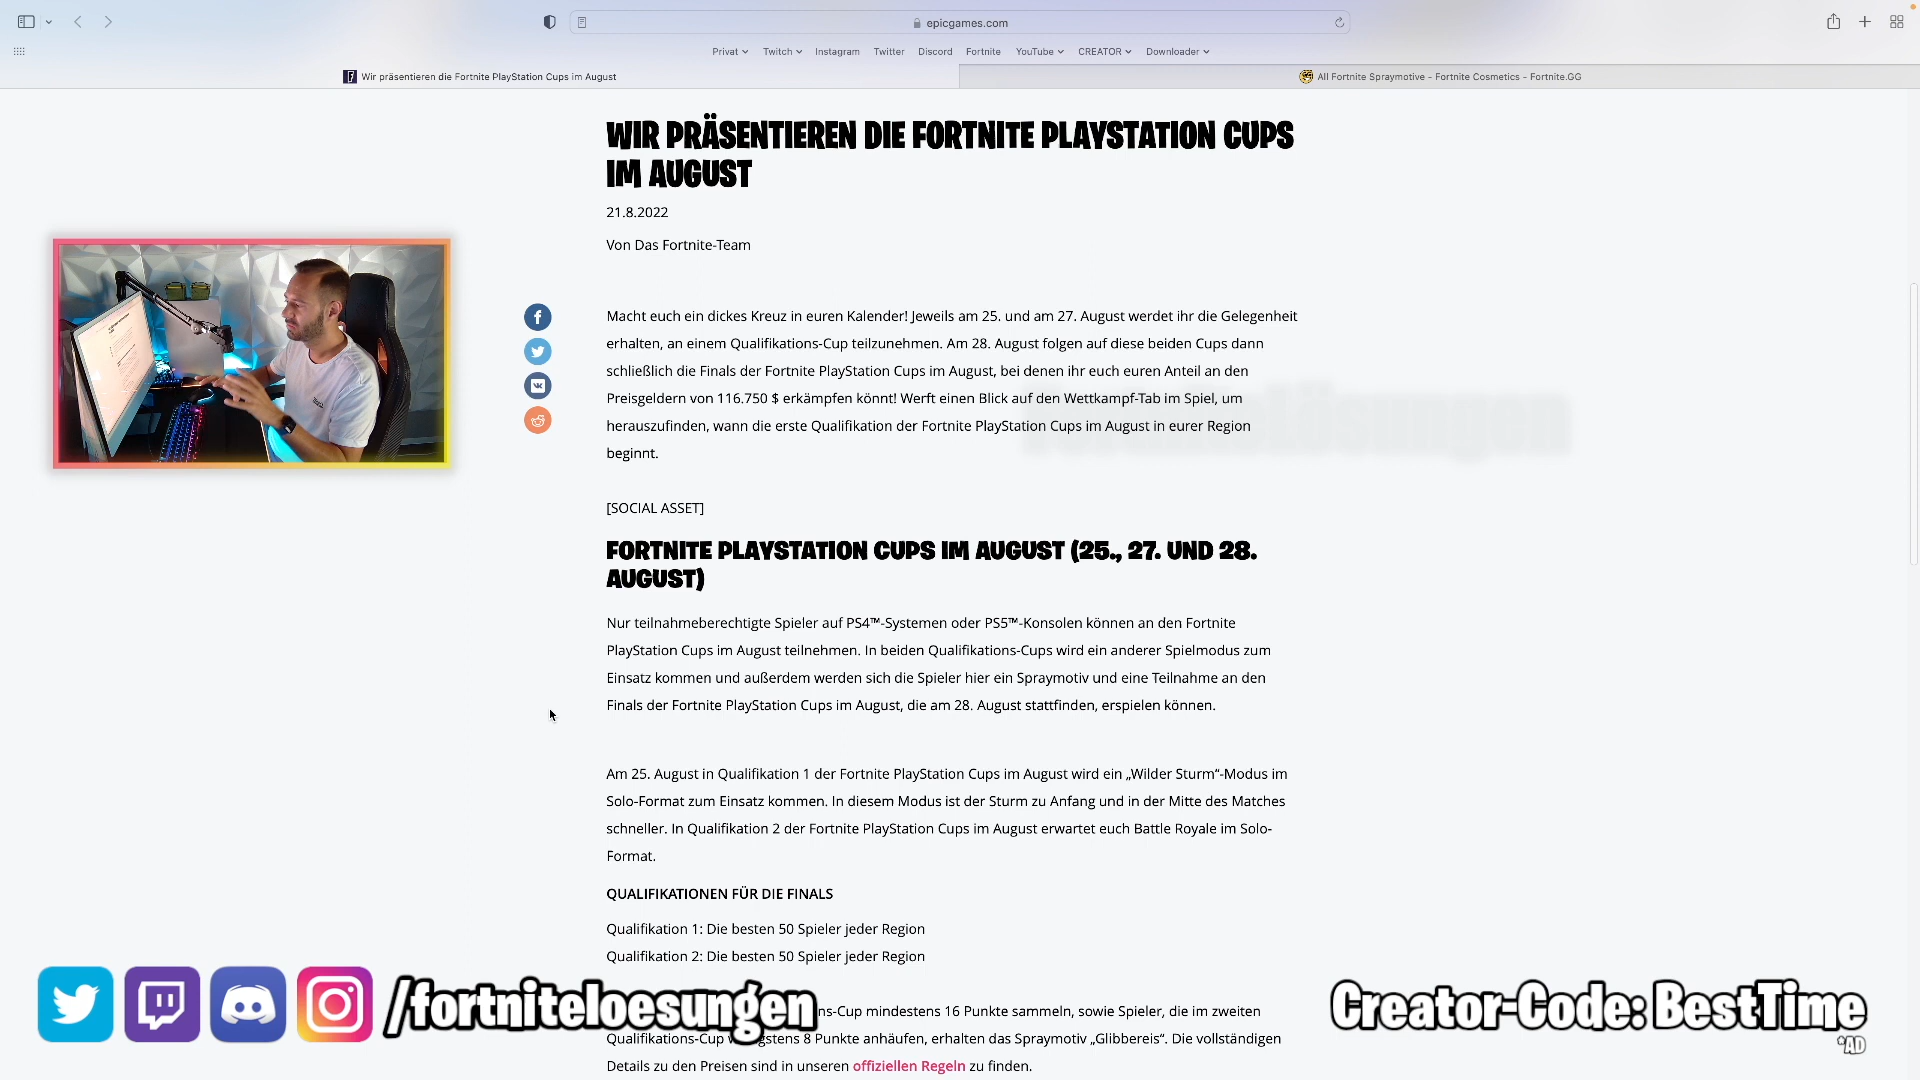 epicgames.com
Privat
Twitch
Instagram
Twitter
Discord
Fortnite
YouTube
CREATOR
Downloader
Wir präsentieren die Fortnite PlayStation Cups im August
All Fortnite Spraymotive - Fortnite Cosmetics - Fortnite.GG
WIR PRÄSENTIEREN DIE FORTNITE PLAYSTATION CUPS
IM AUGUST
21.8.2022
Von Das Fortnite-Team
Macht euch ein dickes Kreuz in euren Kalender! Jeweils am 25. und am 27. August werdet ihr die Gelegenheit
erhalten, an einem Qualifikations-Cup teilzunehmen. Am 28. August folgen auf diese beiden Cups dann
schließlich die Finals der Fortnite PlayStation Cups im August, bei denen ihr euch euren Anteil an den
Preisgeldern von 116.750 $ erkämpfen könnt! Werft einen Blick auf den Wettkampf-Tab im Spiel, um
herauszufinden, wann die erste Qualifikation der Fortnite PlayStation Cups im August in eurer Region
beginnt.
FortniteLösungen
[SOCIAL ASSET]
FORTNITE PLAYSTATION CUPS IM AUGUST (25., 27. UND 28.
AUGUST)
Nur teilnahmeberechtigte Spieler auf PS4™-Systemen oder PS5™-Konsolen können an den Fortnite
PlayStation Cups im August teilnehmen. In beiden Qualifikations-Cups wird ein anderer Spielmodus zum
Einsatz kommen und außerdem werden sich die Spieler hier ein Spraymotiv und eine Teilnahme an den
Finals der Fortnite PlayStation Cups im August, die am 28. August stattfinden, erspielen können.
Am 25. August in Qualifikation 1 der Fortnite PlayStation Cups im August wird ein „Wilder Sturm“-Modus im
Solo-Format zum Einsatz kommen. In diesem Modus ist der Sturm zu Anfang und in der Mitte des Matches
schneller. In Qualifikation 2 der Fortnite PlayStation Cups im August erwartet euch Battle Royale im Solo-
Format.
QUALIFIKATIONEN FÜR DIE FINALS
Qualifikation 1: Die besten 50 Spieler jeder Region
Qualifikation 2: Die besten 50 Spieler jeder Region
ns-Cup mindestens 16 Punkte sammeln, sowie Spieler, die im zweiten
Qualifikations-Cup gstens 8 Punkte anhäufen, erhalten das Spraymotiv „Glibbereis“. Die vollständigen
Details zu den Preisen sind in unseren offiziellen Regeln zu finden.
/fortniteloesungen
Creator-Code: BestTime
*AD